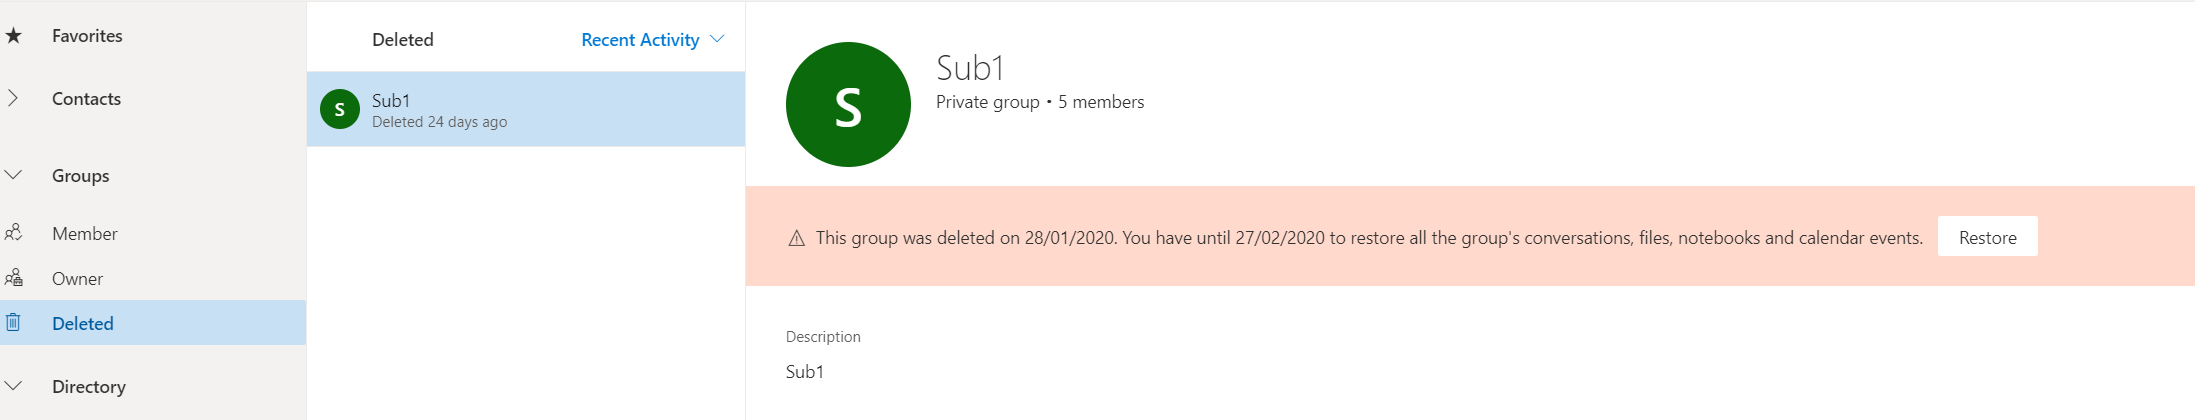 Favorites
Contacts
Groups
Member
Owner
Deleted
Directory
Deleted
Recent Activity
S
Sub1
Deleted 24 days ago
S
Sub1
Private group • 5 members
This group was deleted on 28/01/2020. You have until 27/02/2020 to restore all the group's conversations, files, notebooks and calendar events.
Restore
Description
Sub1